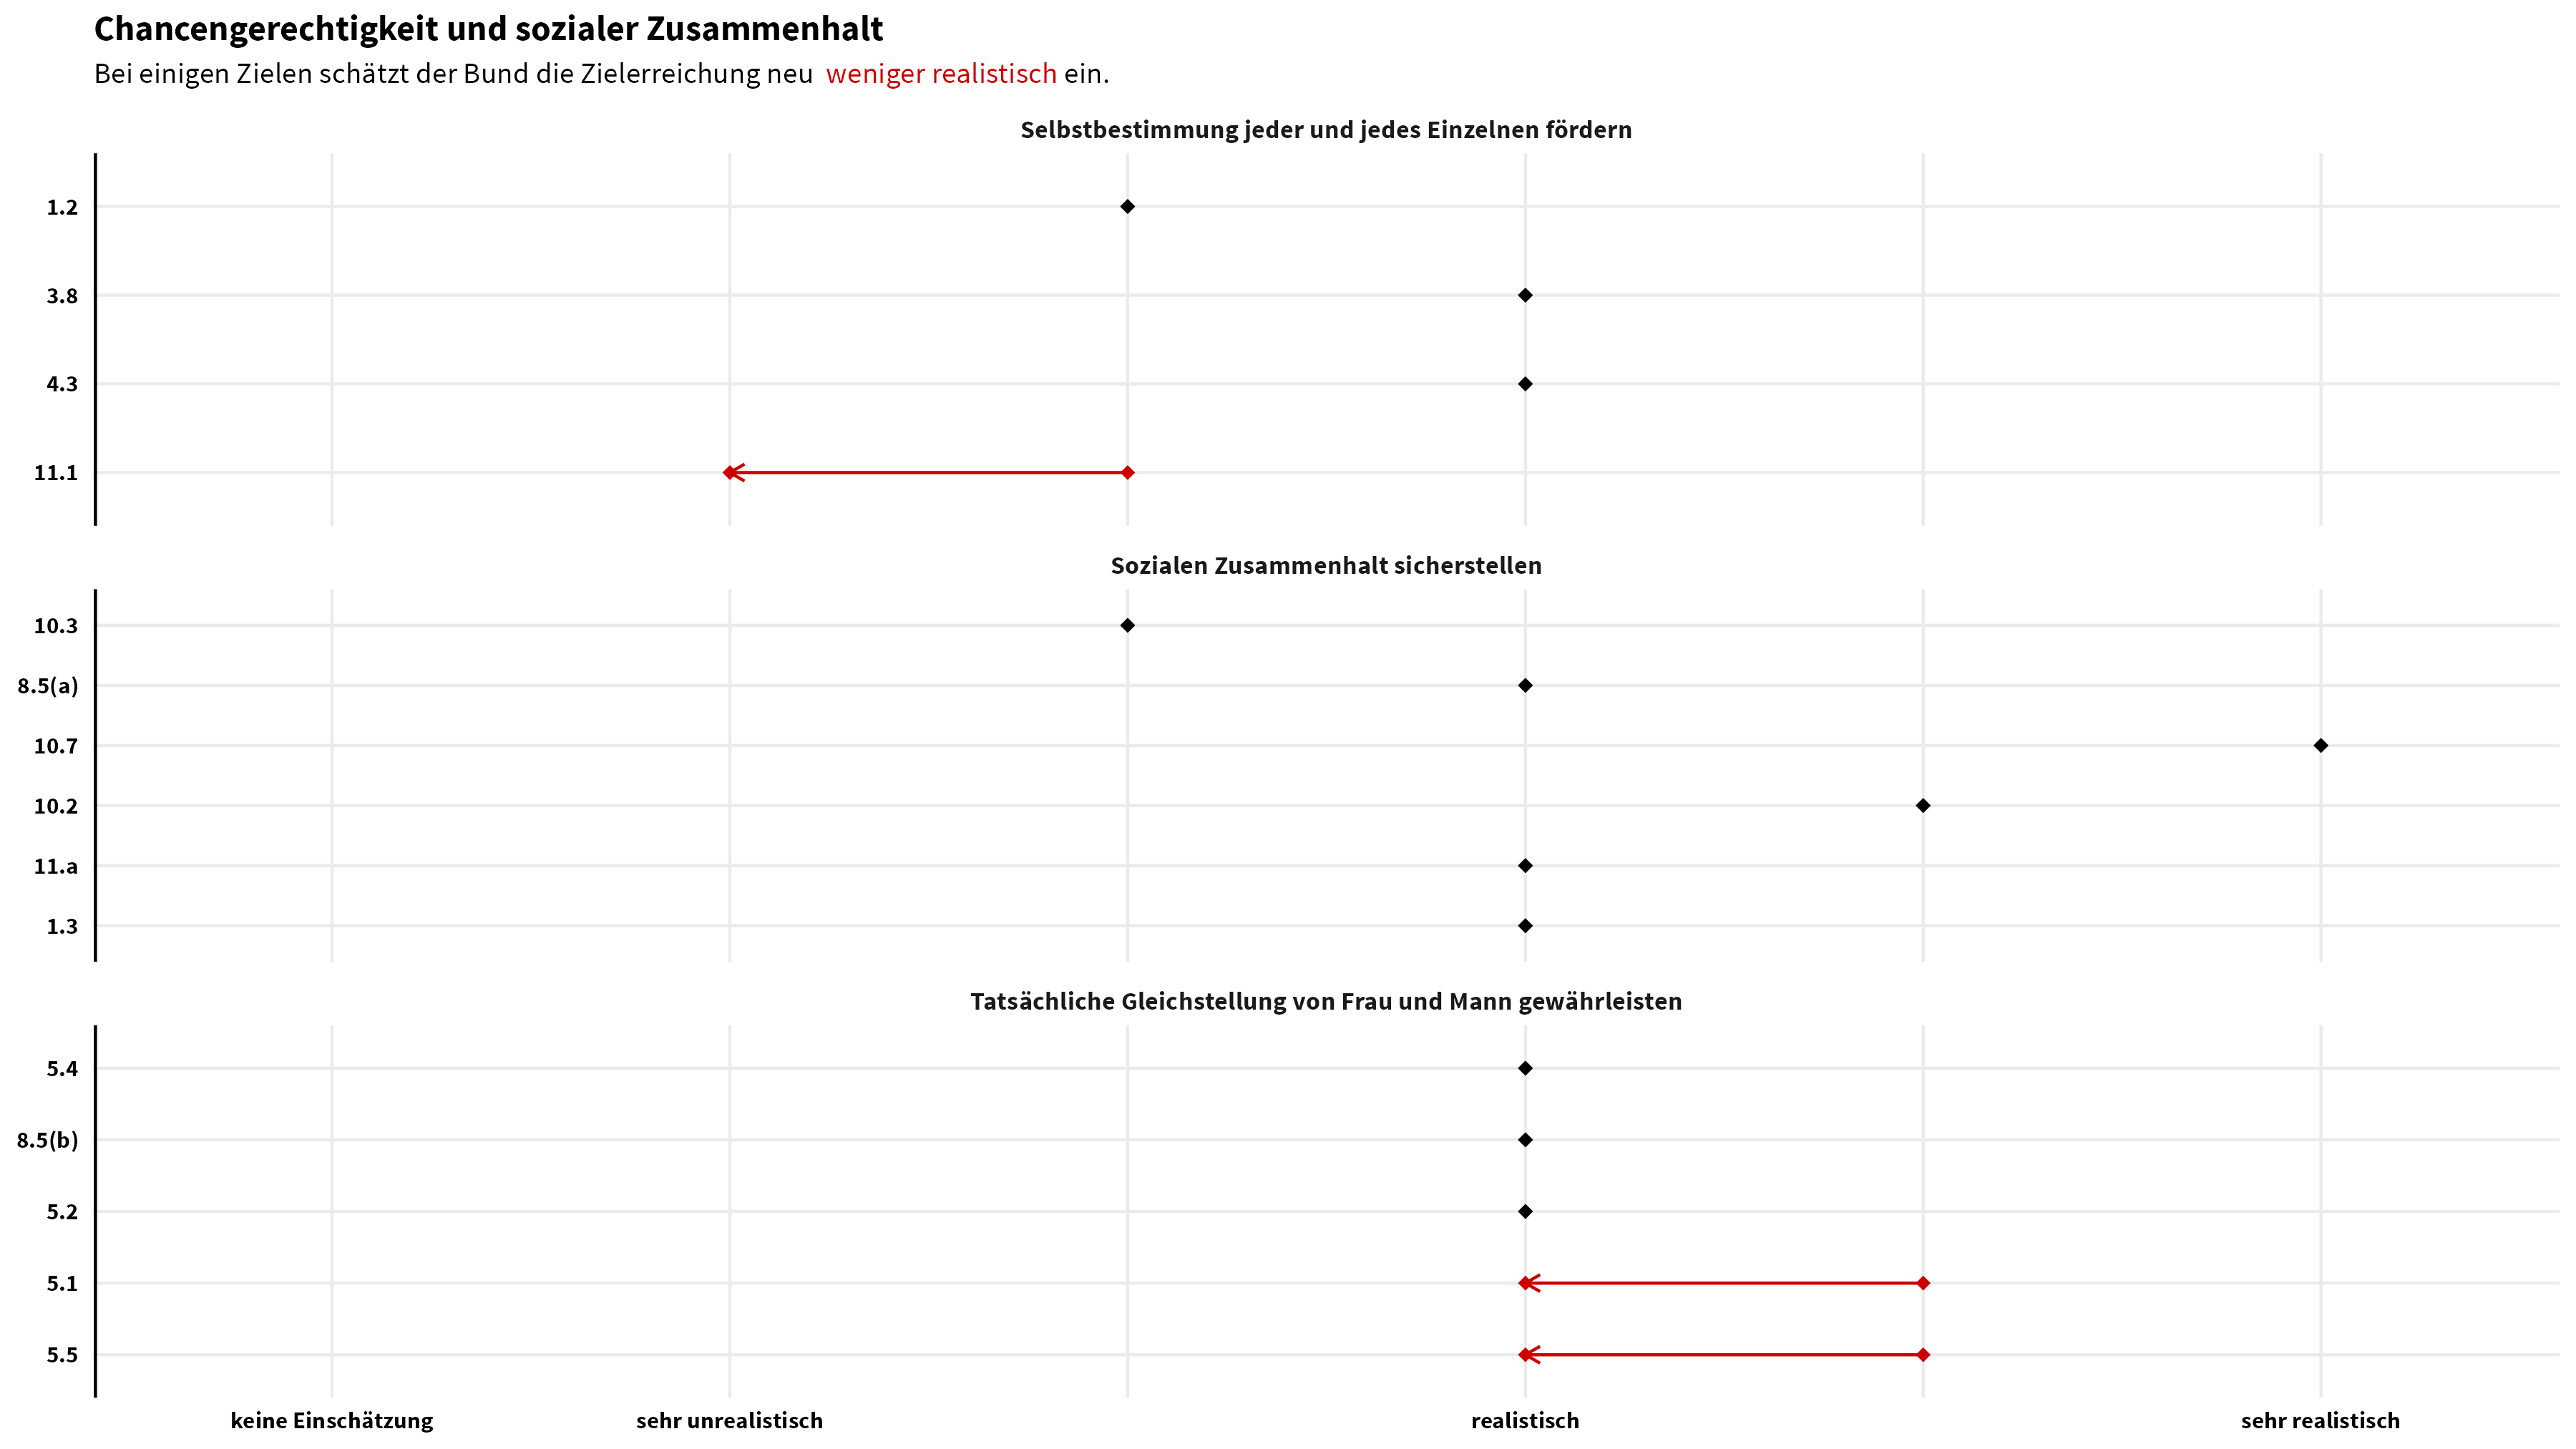 Chancengerechtigkeit und sozialer Zusammenhalt
Bei einigen Zielen schätzt der Bund die Zielerreichung neu weniger realistisch ein.
Selbstbestimmung jeder und jedes Einzelnen fördern
1.2
3.8
4.3
11.1
Sozialen Zusammenhalt sicherstellen
10.3
8.5(a)
10.7
10.2
11.a
1.3
Tatsächliche Gleichstellung von Frau und Mann gewährleisten
5.4
8.5(b)
5.2
5.1
5.5
keine Einschätzung sehr unrealistisch realistisch sehr realistisch